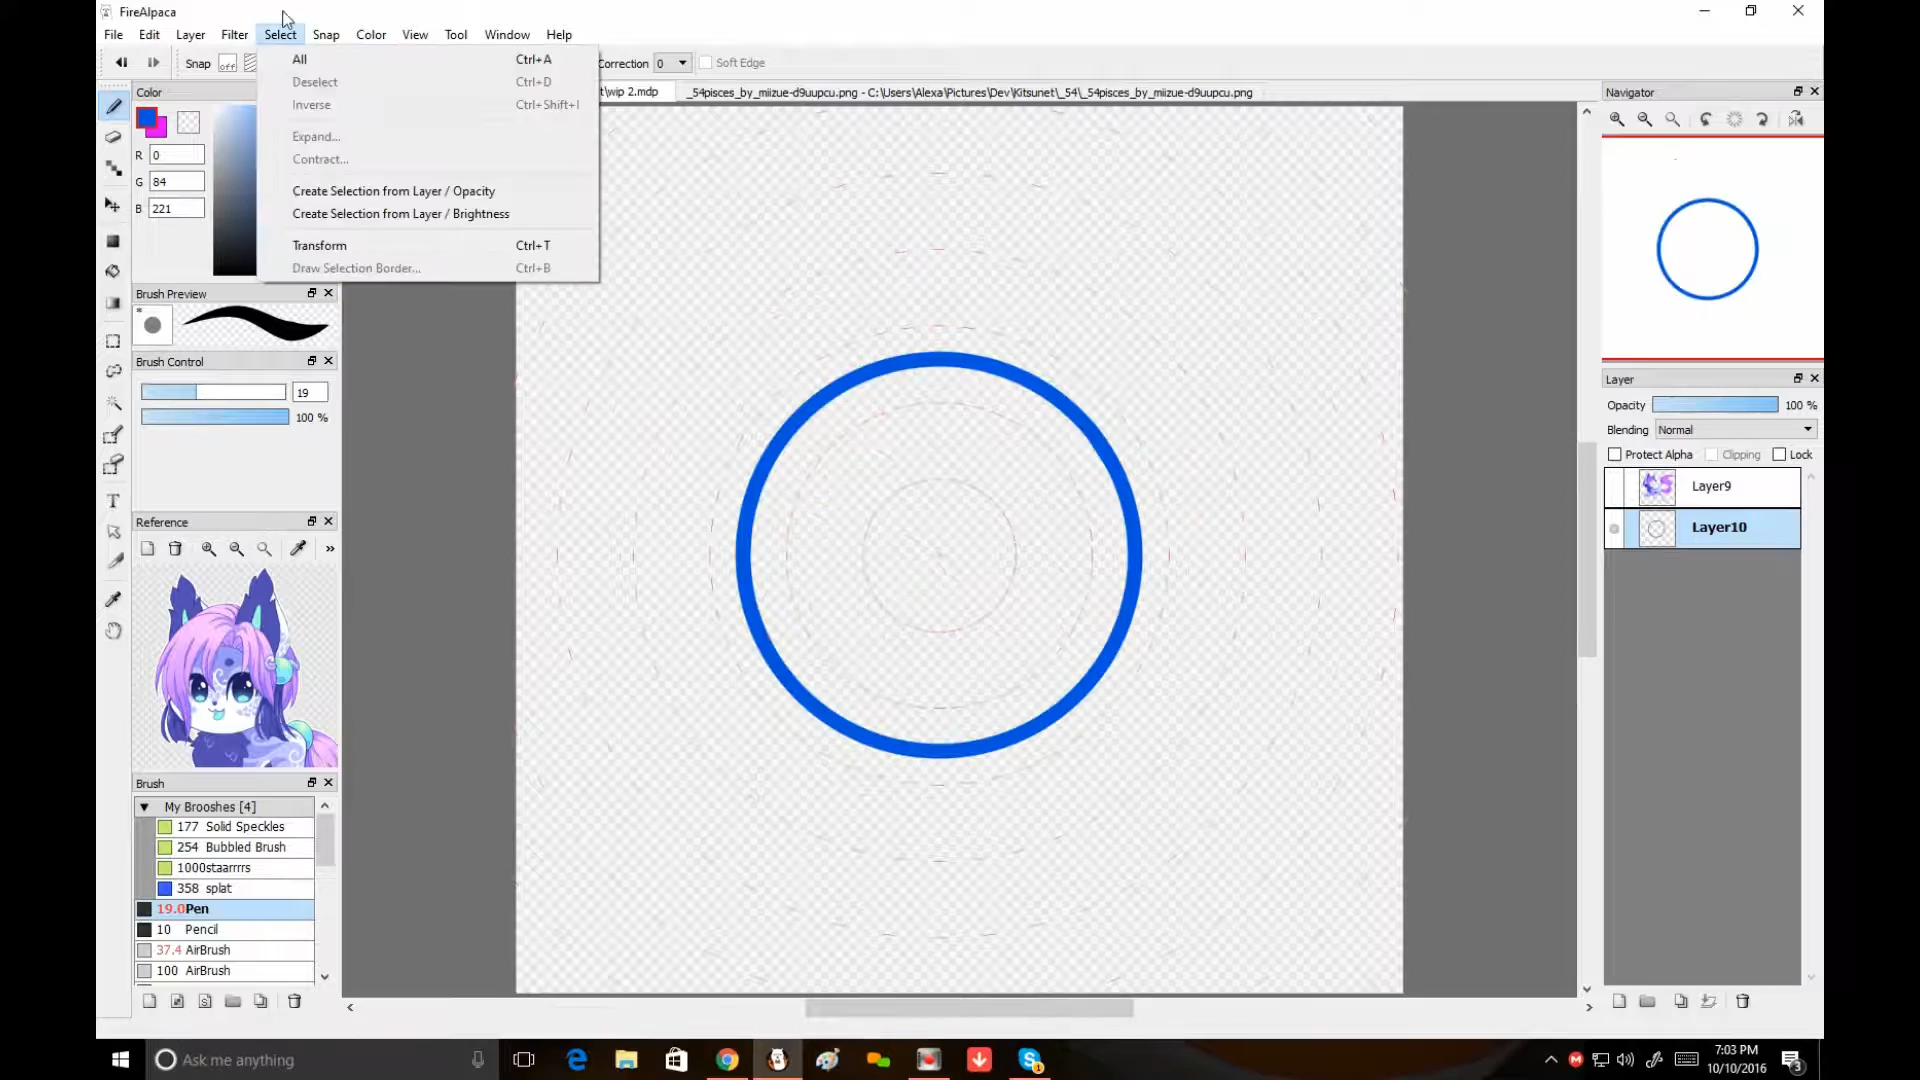 FireAlpaca
File Edit Layer Filter Select Snap Color View Tool Window Help
Snap off Correction 0 Soft Edge
All Ctrl+A
Deselect Ctrl+D
Inverse Ctrl+Shift+I
Expand...
Contract...
Create Selection from Layer / Opacity
Create Selection from Layer / Brightness
Transform Ctrl+T
Draw Selection Border... Ctrl+B
t\wip 2.mdp
_54pisces_by_miizue-d9uupcu.png - C:\Users\Alexa\Pictures\Dev\Kitsunet\_54\_54pisces_by_miizue-d9uupcu.png
Color
R 0
G 84
B 221
Brush Preview
*
Brush Control
19
100 %
T
Reference
»
Brush
My Brooshes [4]
177 Solid Speckles
254 Bubbled Brush
1000staarrrrs
358 splat
19.0Pen
10 Pencil
37.4 AirBrush
100 AirBrush
Navigator
Layer
Opacity 100 %
Blending Normal
Protect Alpha Clipping Lock
Layer9
Layer10
Ask me anything
7:03 PM
10/10/2016
1
3